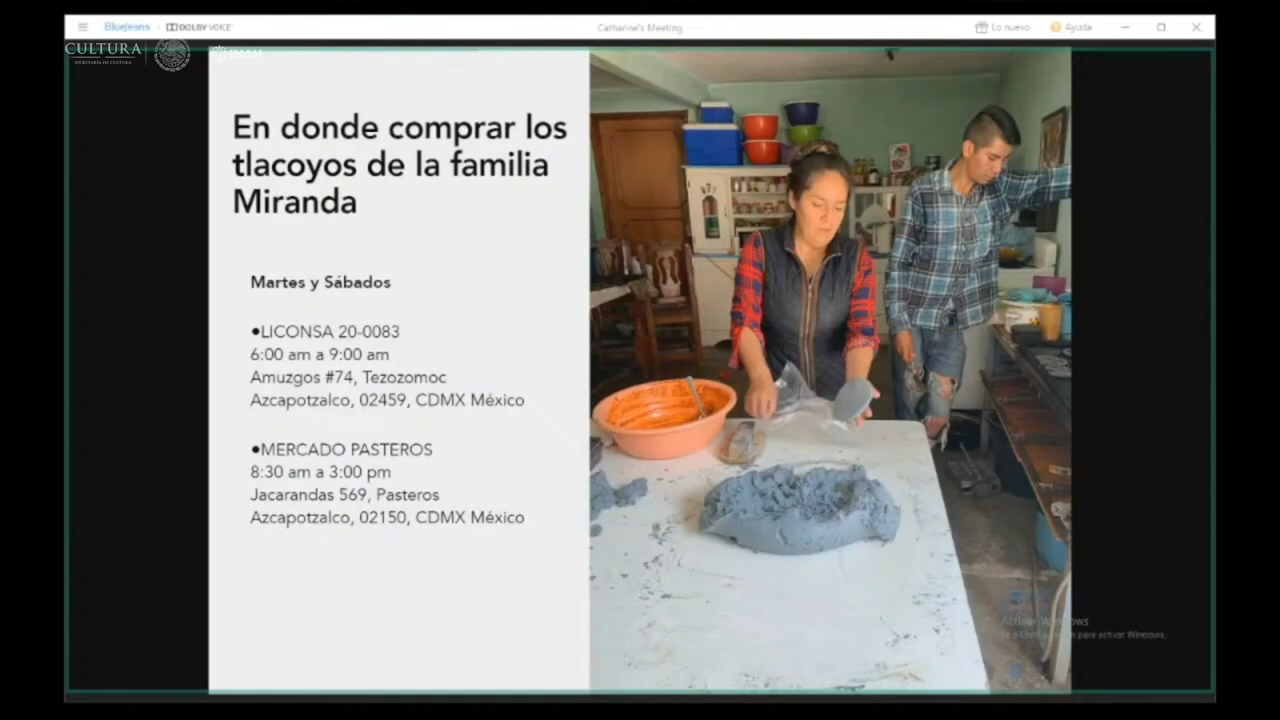 BlueJeans
DOLBY VOICE
Catharine's Meeting
Lo nuevo
Ayuda
CULTURA
SECRETARÍA DE CULTURA
En donde comprar los
tlacoyos de la familia
Miranda
Martes y Sábados
•LICONSA 20-0083
6:00 am a 9:00 am
Amuzgos #74, Tezozomoc
Azcapotzalco, 02459, CDMX México
•MERCADO PASTEROS
8:30 am a 3:00 pm
Jacarandas 569, Pasteros
Azcapotzalco, 02150, CDMX México
para activar Windows.